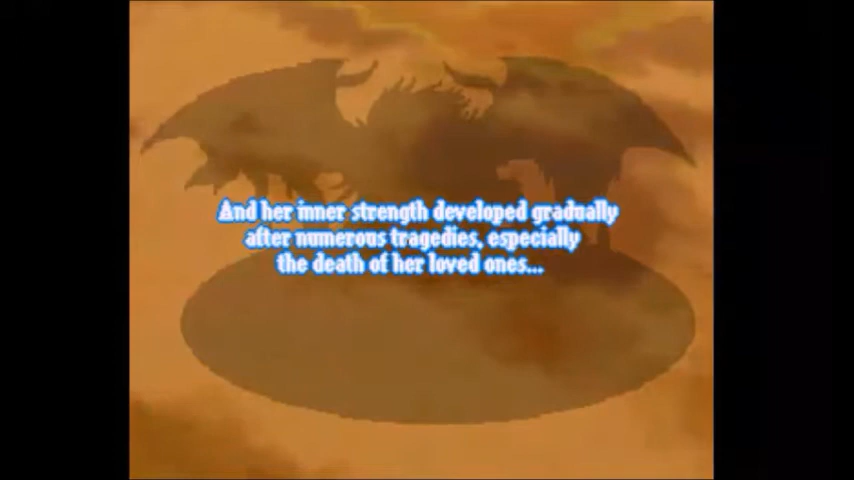 And her inner strength developed gradually
after numerous tragedies, especially
the death of her loved ones...